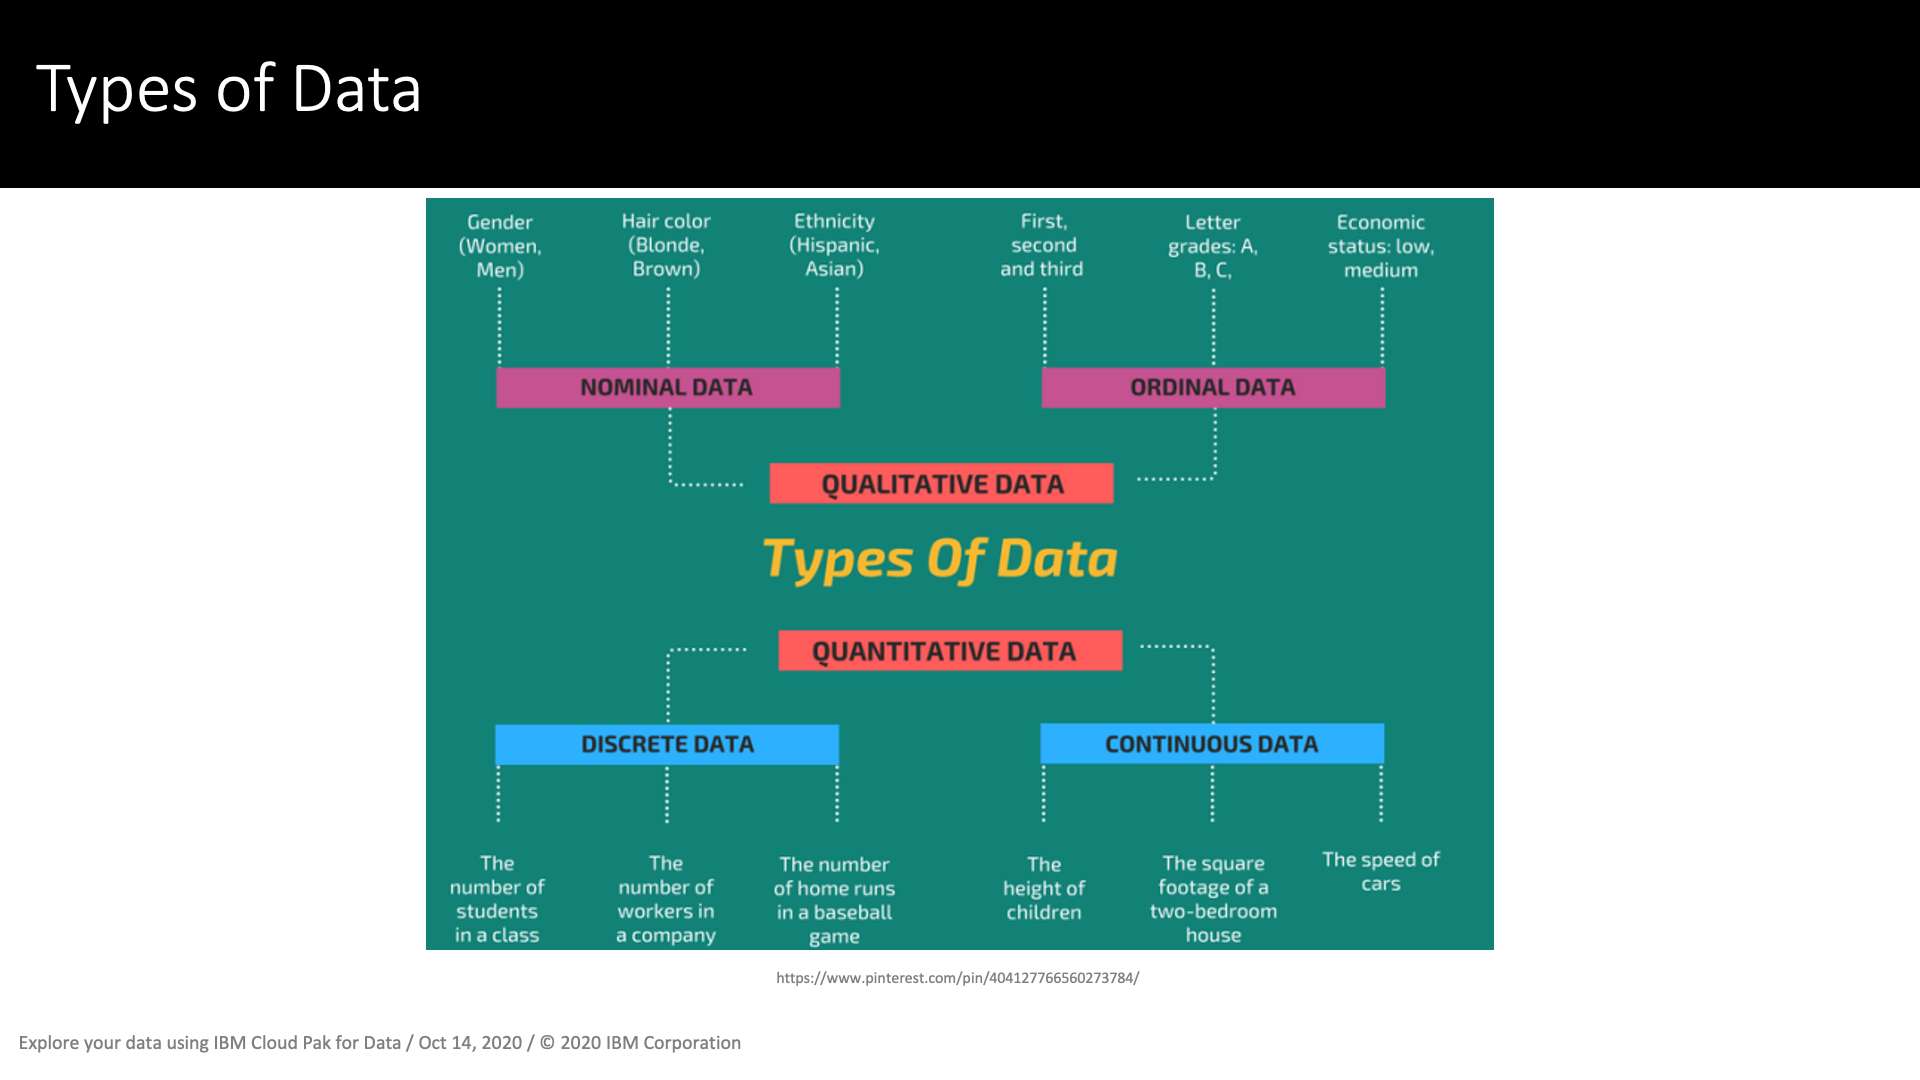 Types of Data
Gender
(Women,
Men)
Hair color
(Blonde,
Brown)
Ethnicity
(Hispanic,
Asian)
First,
second
and third
Letter
grades: A,
B, C,
Economic
status: low,
medium
NOMINAL DATA
ORDINAL DATA
QUALITATIVE DATA
Types Of Data
QUANTITATIVE DATA
DISCRETE DATA
CONTINUOUS DATA
The
number of
students
in a class
The
number of
workers in
a company
The number
of home runs
in a baseball
game
The
height of
children
The square
footage of a
two-bedroom
house
The speed of
cars
https://www.pinterest.com/pin/404127766560273784/
Explore your data using IBM Cloud Pak for Data / Oct 14, 2020 / © 2020 IBM Corporation